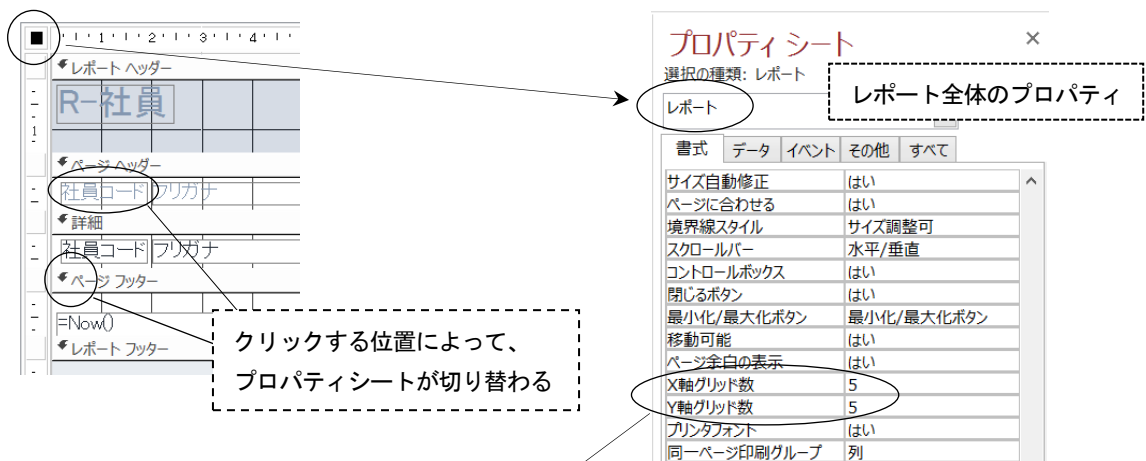 1 2 3 4
レポート ヘッダー
R-社員
1
ページ ヘッダー
社員コード フリガナ
詳細
社員コード フリガナ
ページ フッター
=Now()
レポート フッター
クリックする位置によって、
プロパティシートが切り替わる
プロパティ シート
選択の種類: レポート
レポート
レポート全体のプロパティ
書式 データ イベント その他 すべて
サイズ自動修正 はい
ページに合わせる はい
境界線スタイル サイズ調整可
スクロールバー 水平/垂直
コントロールボックス はい
閉じるボタン はい
最小化/最大化ボタン 最小化/最大化ボタン
移動可能 はい
ページ余白の表示 はい
X軸グリッド数 5
Y軸グリッド数 5
プリンタフォント はい
同一ページ印刷グループ 列